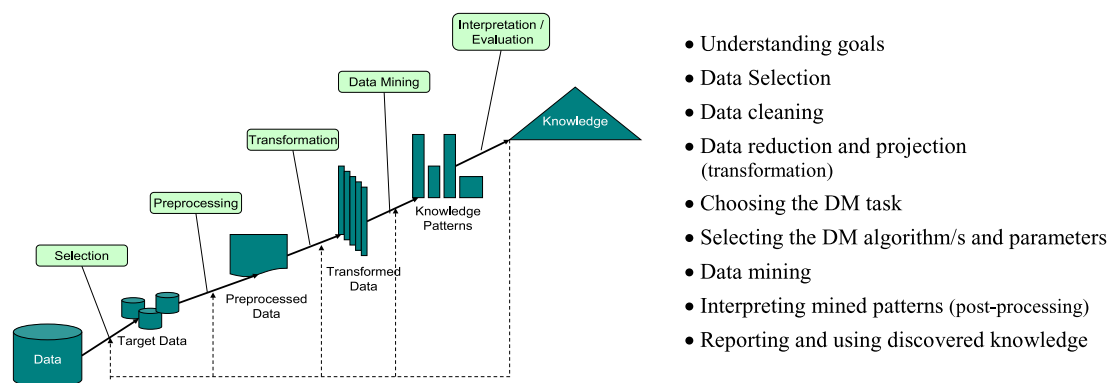 Interpretation /
Evaluation
Data Mining
Knowledge
Transformation
Preprocessing
Knowledge
Patterns
Selection
Transformed
Data
Preprocessed
Data
Target Data
Data
• Understanding goals
• Data Selection
• Data cleaning
• Data reduction and projection
(transformation)
• Choosing the DM task
• Selecting the DM algorithm/s and parameters
• Data mining
• Interpreting mined patterns (post-processing)
• Reporting and using discovered knowledge